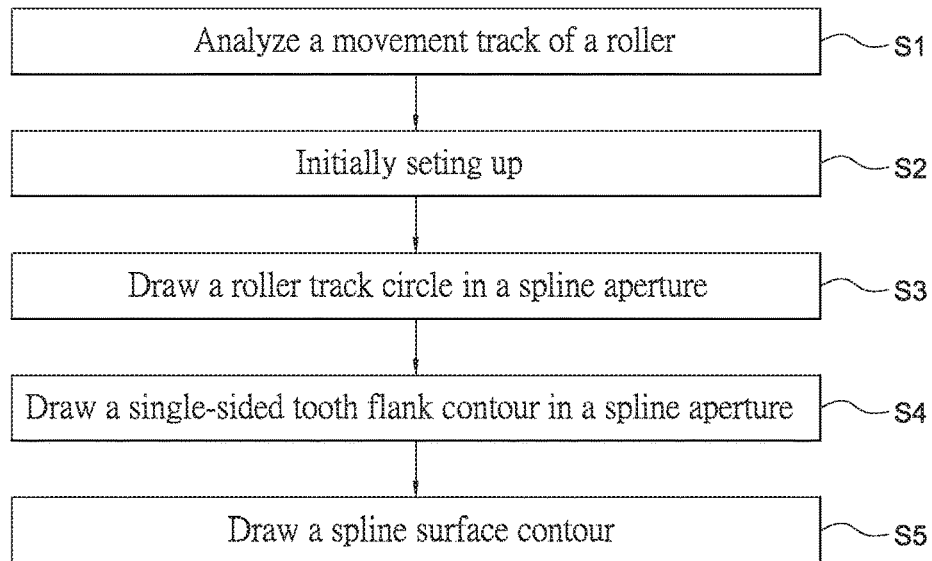 Analyze a movement track of a roller
S1
Initially seting up
S2
Draw a roller track circle in a spline aperture
S3
Draw a single-sided tooth flank contour in a spline aperture
S4
Draw a spline surface contour
S5